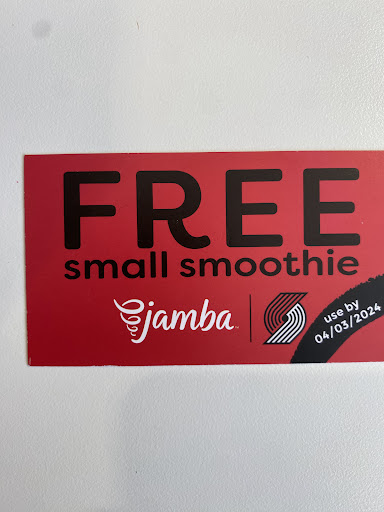 FREE
small smoothie
jamba
use by
04/03/2024